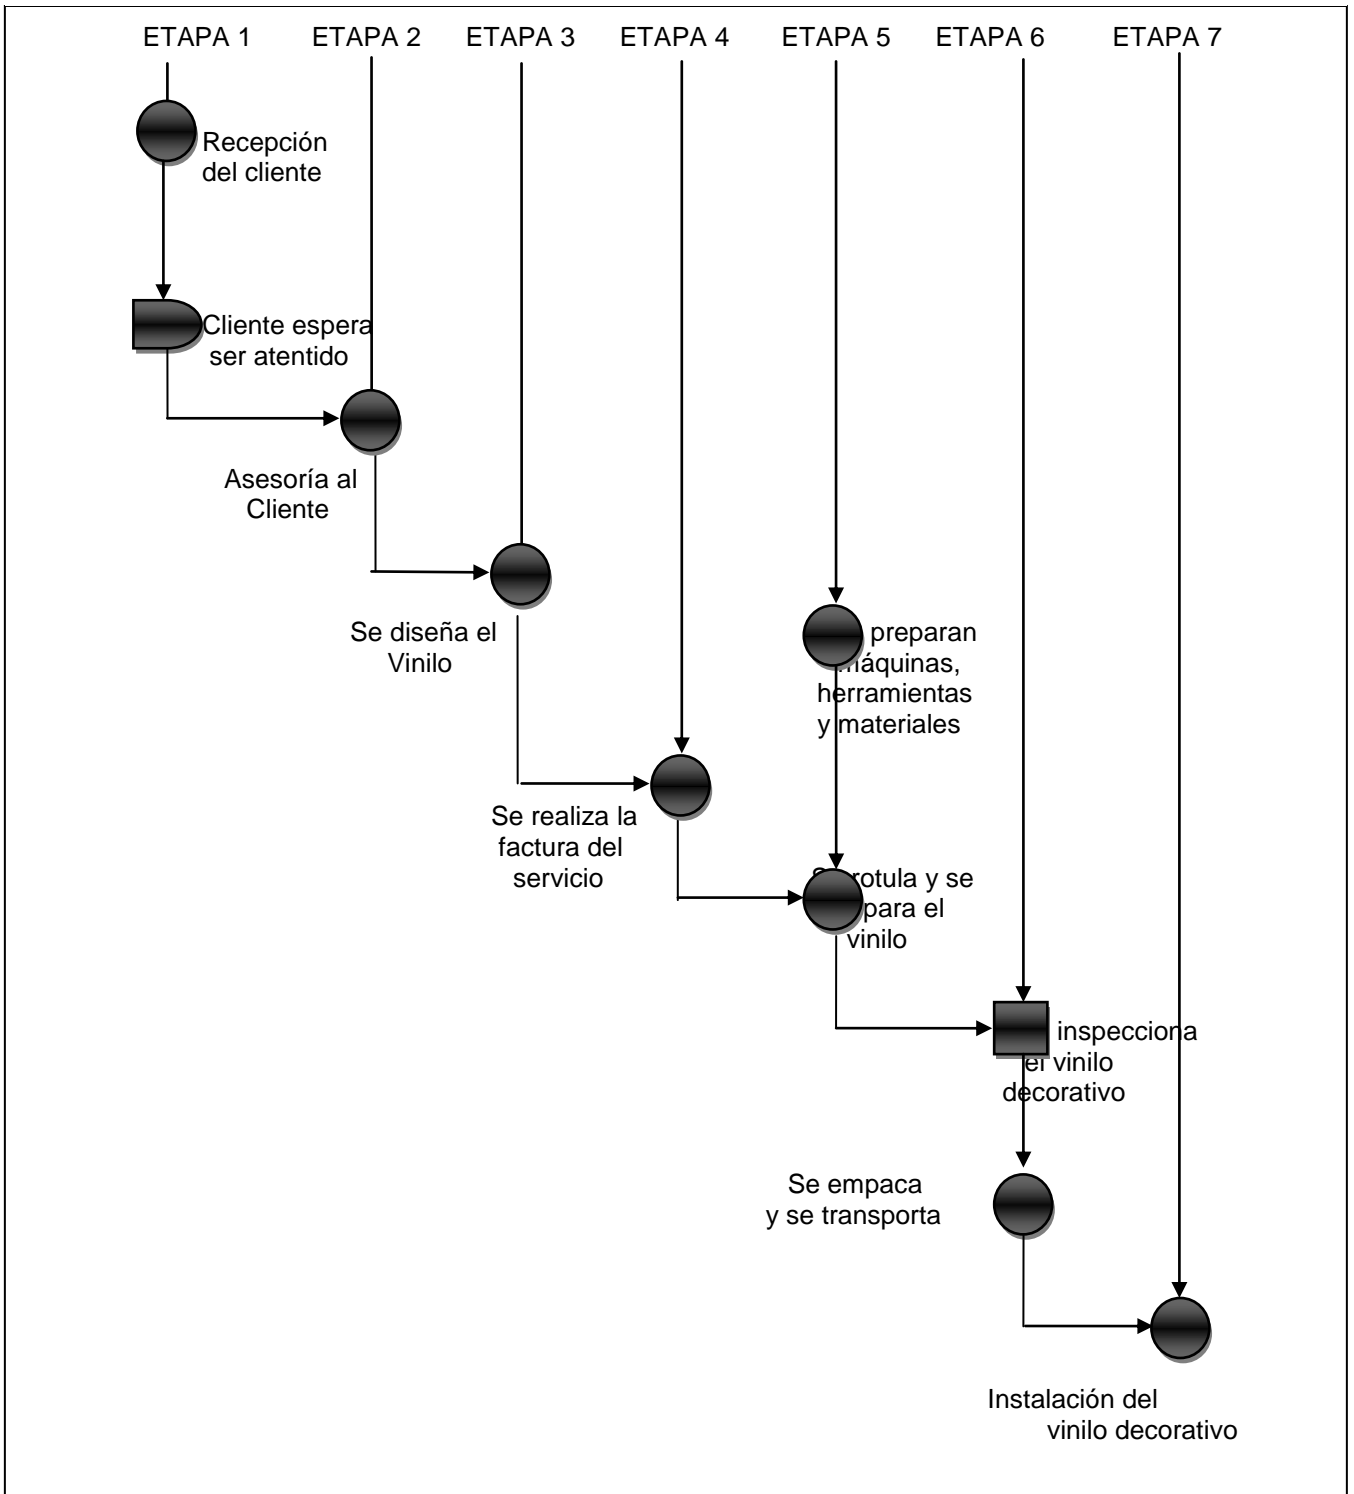 ETAPA 1 ETAPA 2 ETAPA 3 ETAPA 4 ETAPA 5 ETAPA 6 ETAPA 7
Recepción
del cliente
Cliente espera
ser atentido
Asesoría al
Cliente
Se diseña el
Vinilo
preparan
máquinas,
herramientas
y materiales
Se realiza la
factura del
servicio
rotula y se
para el
vinilo
inspecciona
el vinilo
decorativo
Se empaca
y se transporta
Instalación del
vinilo decorativo